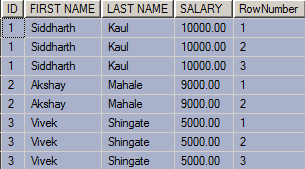 ID FIRST NAME LAST NAME SALARY RowNumber
1 Siddharth Kaul 10000.00 1
1 Siddharth Kaul 10000.00 2
1 Siddharth Kaul 10000.00 3
2 Akshay Mahale 9000.00 1
2 Akshay Mahale 9000.00 2
3 Vivek Shingate 5000.00 1
3 Vivek Shingate 5000.00 2
3 Vivek Shingate 5000.00 3